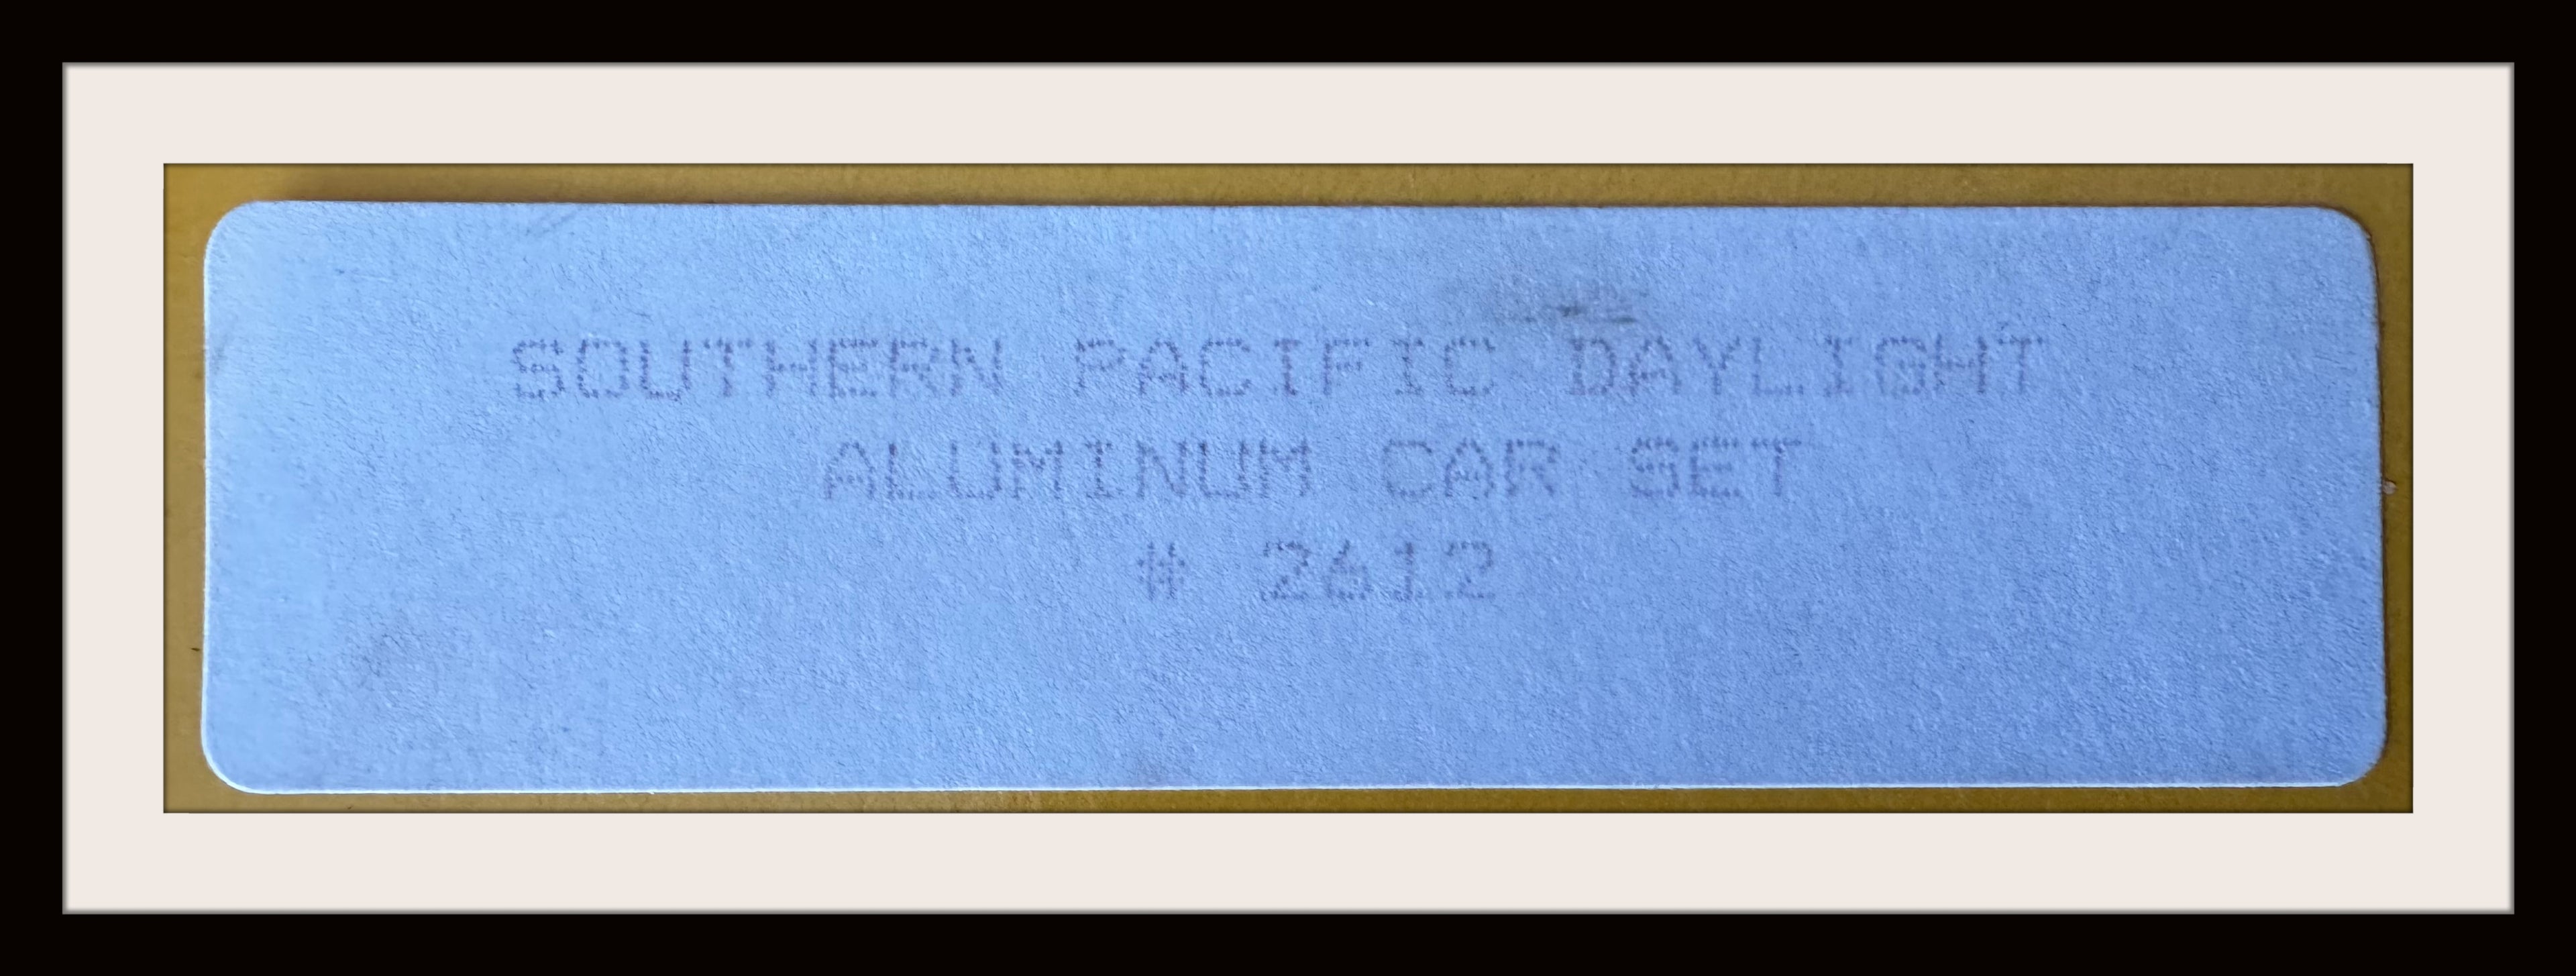 SOUTHERN PACIFIC DAYLIGHT
ALUMINUM CAR SET
# 2612